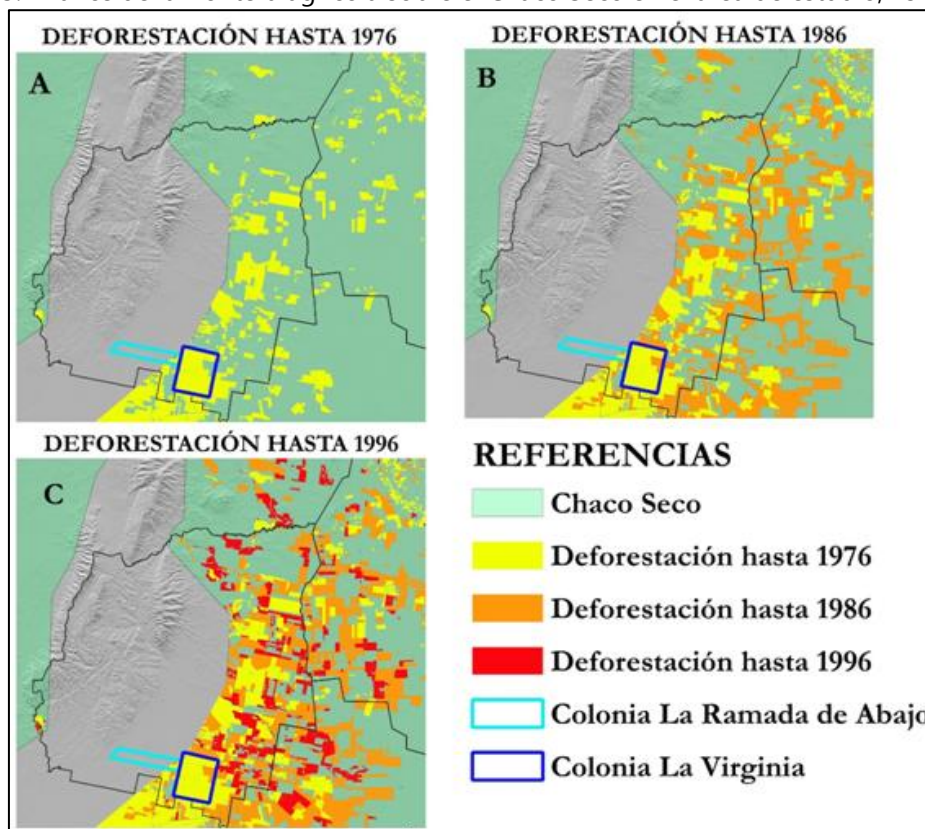 DEFORESTACIÓN HASTA 1976
DEFORESTACIÓN HASTA 1986
A
B
DEFORESTACIÓN HASTA 1996
C
REFERENCIAS
Chaco Seco
Deforestación hasta 1976
Deforestación hasta 1986
Deforestación hasta 1996
Colonia La Ramada de Abajo
Colonia La Virginia